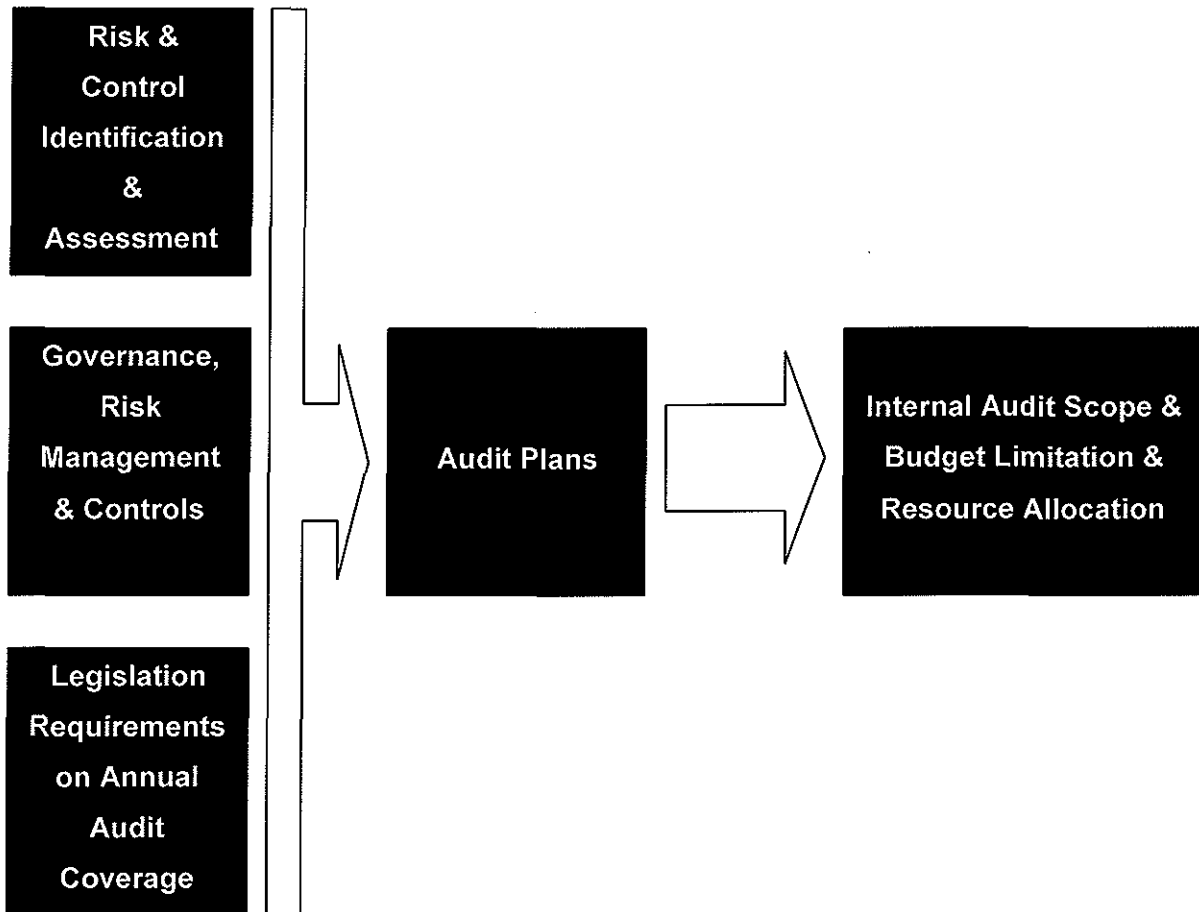 Risk &
Control
Identification
&
Assessment
Governance,
Risk
Management
& Controls
Legislation
Requirements
on Annual
Audit
Coverage
Audit Plans
Internal Audit Scope &
Budget Limitation &
Resource Allocation